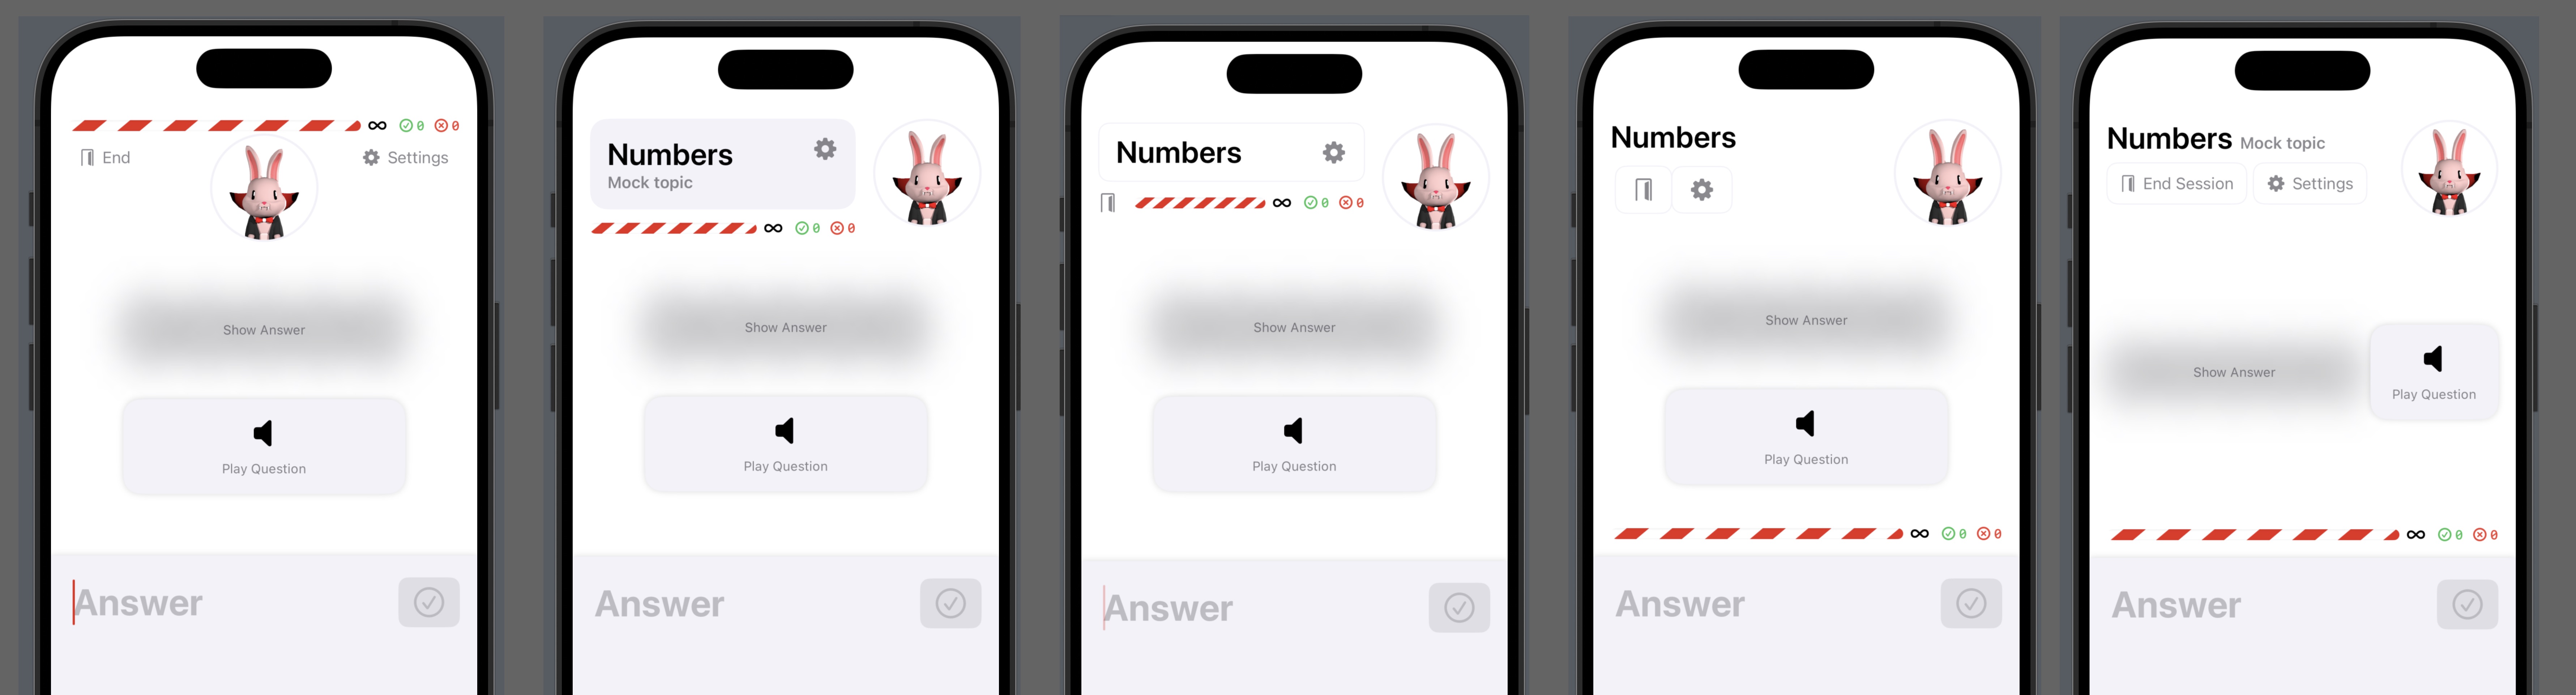 ∞ 0 0
End
Settings
Show Answer
Play Question
Answer
Numbers
Mock topic
∞ 0 0
Show Answer
Play Question
Answer
Numbers
∞ 0 0
Show Answer
Play Question
Answer
Numbers
Show Answer
Play Question
∞ 0 0
Answer
Numbers Mock topic
End Session
Settings
Show Answer
Play Question
∞ 0 0
Answer